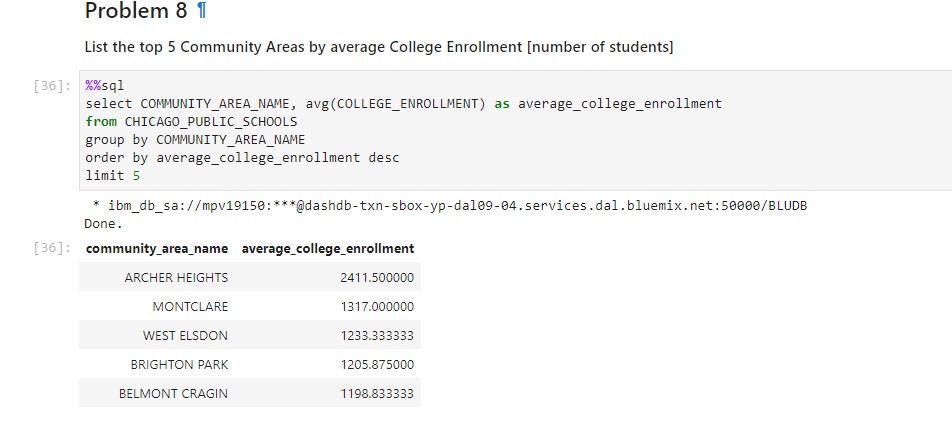 Problem 8 ¶
List the top 5 Community Areas by average College Enrollment [number of students]
[36]: %%sql
select COMMUNITY_AREA_NAME, avg(COLLEGE_ENROLLMENT) as average_college_enrollment
from CHICAGO_PUBLIC_SCHOOLS
group by COMMUNITY_AREA_NAME
order by average_college_enrollment desc
limit 5
* ibm_db_sa://mpv19150:***@dashdb-txn-sbox-yp-dal09-04.services.dal.bluemix.net:50000/BLUDB
Done.
[36]: community_area_name average_college_enrollment
ARCHER HEIGHTS 2411.500000
MONTCLARE 1317.000000
WEST ELSDON 1233.333333
BRIGHTON PARK 1205.875000
BELMONT CRAGIN 1198.833333